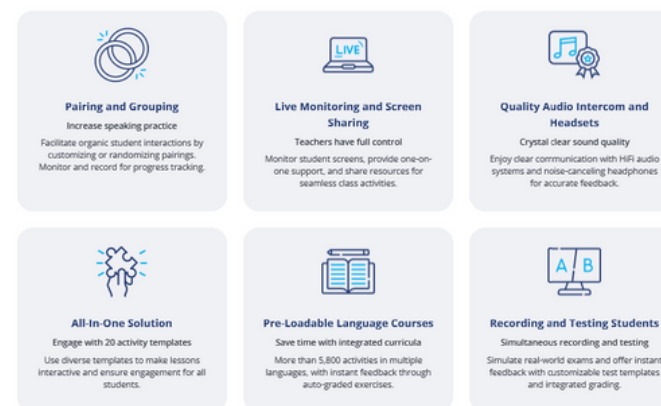 LIVE
Pairing and Grouping
Increase speaking practice
Facilitate organic student interactions by
customizing or randomizing pairings.
Monitor and record for progress tracking.
Live Monitoring and Screen
Sharing
Teachers have full control
Monitor student screens, provide one-on-
one support, and share resources for
seamless class activities.
Quality Audio Intercom and
Headsets
Crystal clear sound quality
Enjoy clear communication with HiFi audio
systems and noise-canceling headphones
for accurate feedback.
All-In-One Solution
Engage with 20 activity templates
Use diverse templates to make lessons
interactive and ensure engagement for all
students.
Pre-Loadable Language Courses
Save time with integrated curricula
More than 5,800 activities in multiple
languages, with instant feedback through
auto-graded exercises.
A B
Recording and Testing Students
Simultaneous recording and testing
Simulate real-world exams and offer instant
feedback with customizable test templates
and integrated grading.